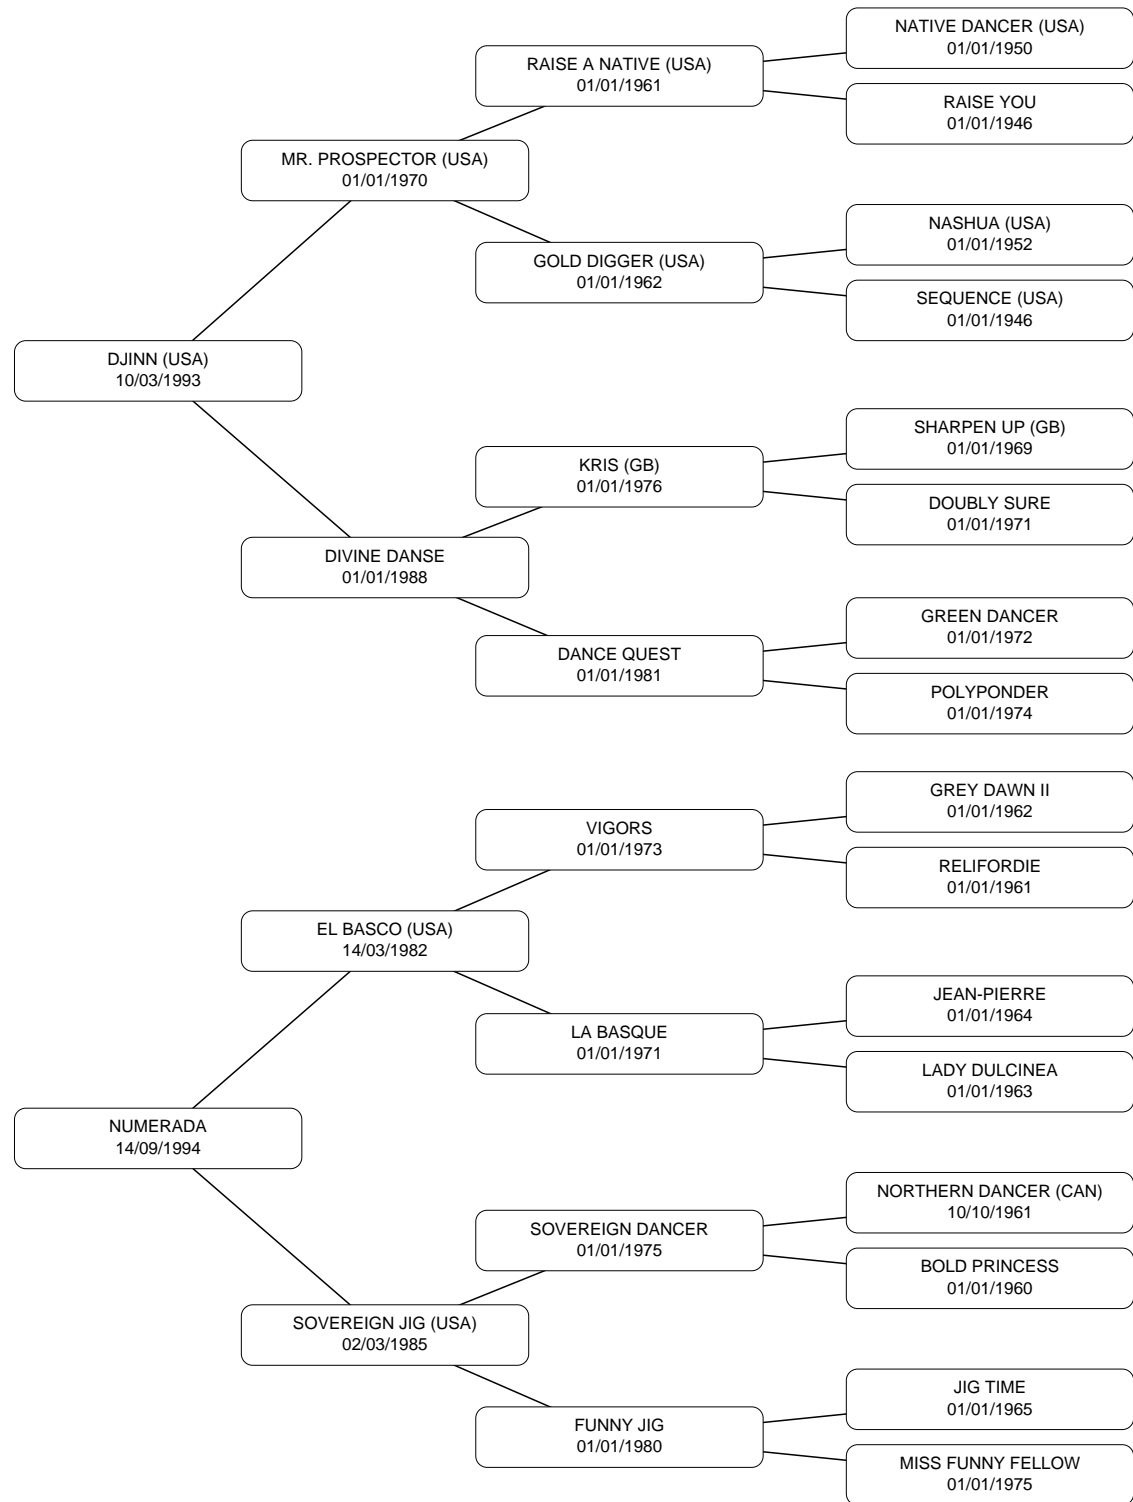 NATIVE DANCER (USA)
01/01/1950
RAISE A NATIVE (USA)
01/01/1961
RAISE YOU
01/01/1946
MR. PROSPECTOR (USA)
01/01/1970
NASHUA (USA)
01/01/1952
GOLD DIGGER (USA)
01/01/1962
SEQUENCE (USA)
01/01/1946
DJINN (USA)
10/03/1993
SHARPEN UP (GB)
01/01/1969
KRIS (GB)
01/01/1976
DOUBLY SURE
01/01/1971
DIVINE DANSE
01/01/1988
GREEN DANCER
01/01/1972
DANCE QUEST
01/01/1981
POLYPONDER
01/01/1974
GREY DAWN II
01/01/1962
VIGORS
01/01/1973
RELIFORDIE
01/01/1961
EL BASCO (USA)
14/03/1982
JEAN-PIERRE
01/01/1964
LA BASQUE
01/01/1971
LADY DULCINEA
01/01/1963
NUMERADA
14/09/1994
NORTHERN DANCER (CAN)
10/10/1961
SOVEREIGN DANCER
01/01/1975
BOLD PRINCESS
01/01/1960
SOVEREIGN JIG (USA)
02/03/1985
JIG TIME
01/01/1965
FUNNY JIG
01/01/1980
MISS FUNNY FELLOW
01/01/1975